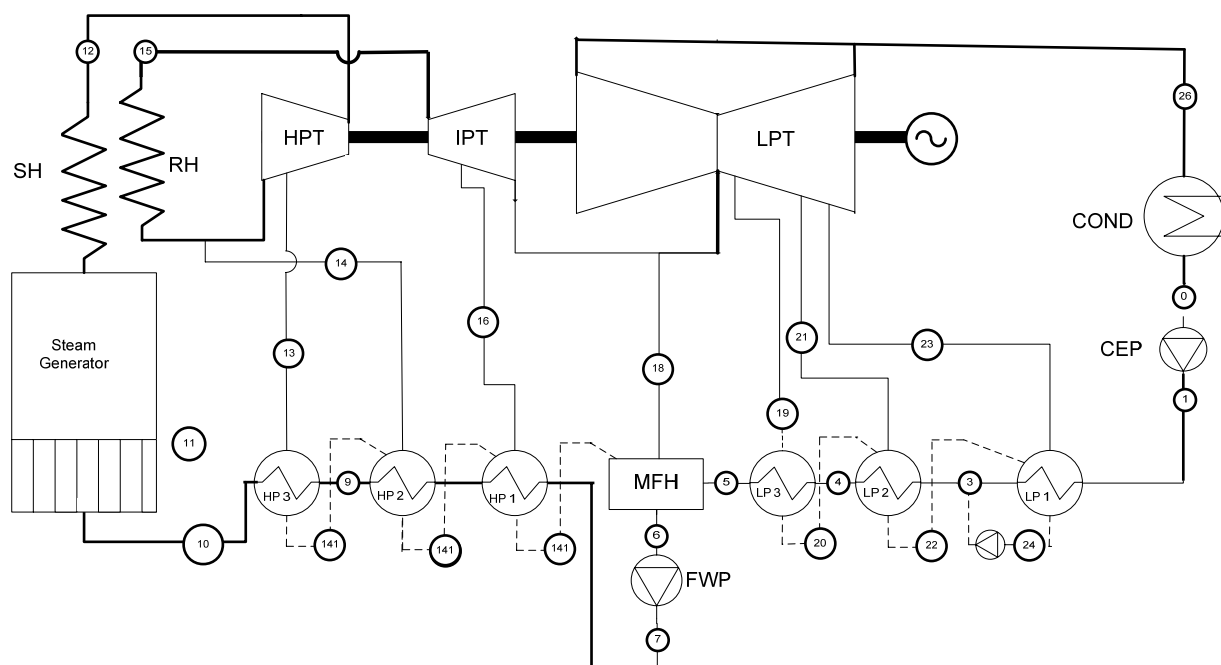 12
15
26
HPT
IPT
LPT
SH
RH
COND
14
0
16
Steam
Generator
13
21
23
CEP
18
1
19
11
HP 3
9
HP 2
HP 1
MFH
5
LP 3
4
LP 2
3
LP 1
10
141
141
141
6
20
22
24
FWP
7